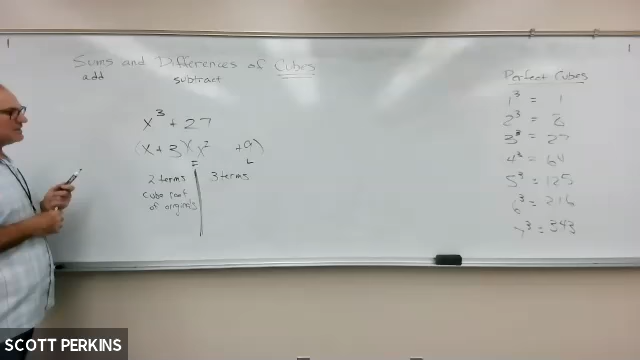 Sums and Differences of Cubes
add subtract
x³ + 27
(x + 3)(x² + 9)
2 terms 3 terms
cube root
of originals
Perfect Cubes
1³ = 1
2³ = 8
3³ = 27
4³ = 64
5³ = 125
6³ = 216
7³ = 343
SCOTT PERKINS